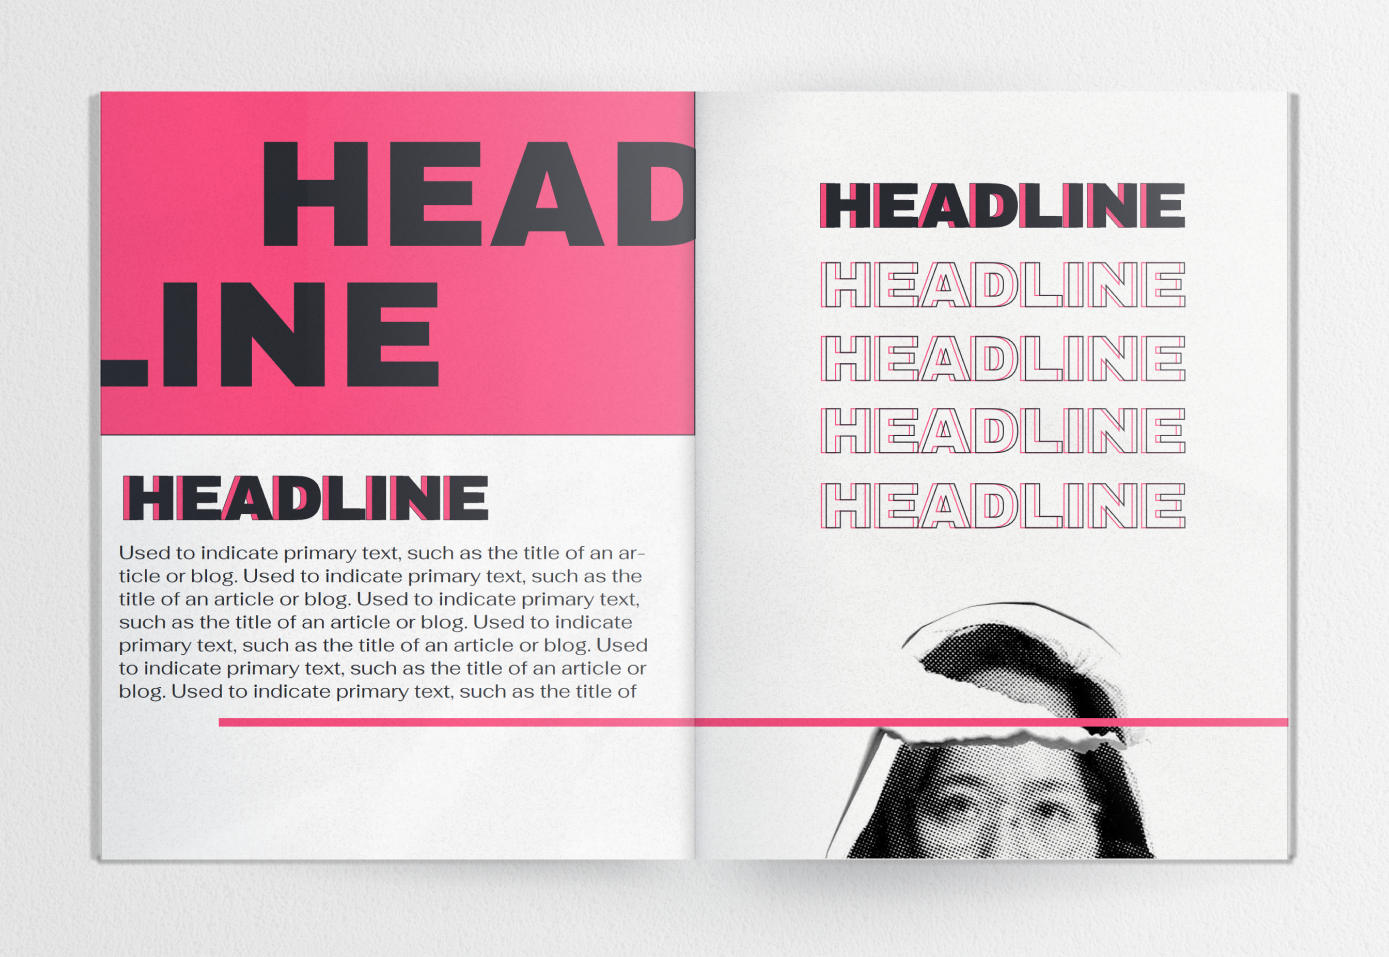 HEAD
LINE
HEADLINE
Used to indicate primary text, such as the title of an ar-
ticle or blog. Used to indicate primary text, such as the
title of an article or blog. Used to indicate primary text,
such as the title of an article or blog. Used to indicate
primary text, such as the title of an article or blog. Used
to indicate primary text, such as the title of an article or
blog. Used to indicate primary text, such as the title of
HEADLINE
HEADLINE
HEADLINE
HEADLINE
HEADLINE